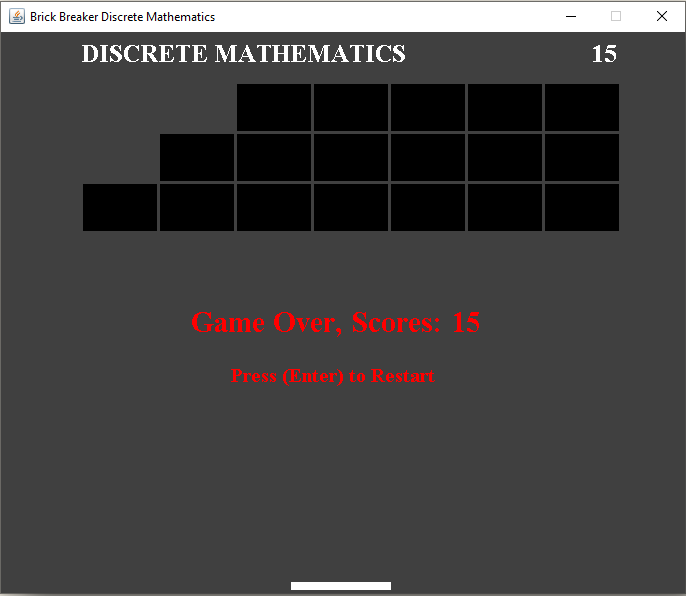 Brick Breaker Discrete Mathematics
DISCRETE MATHEMATICS 15
Game Over, Scores: 15
Press (Enter) to Restart